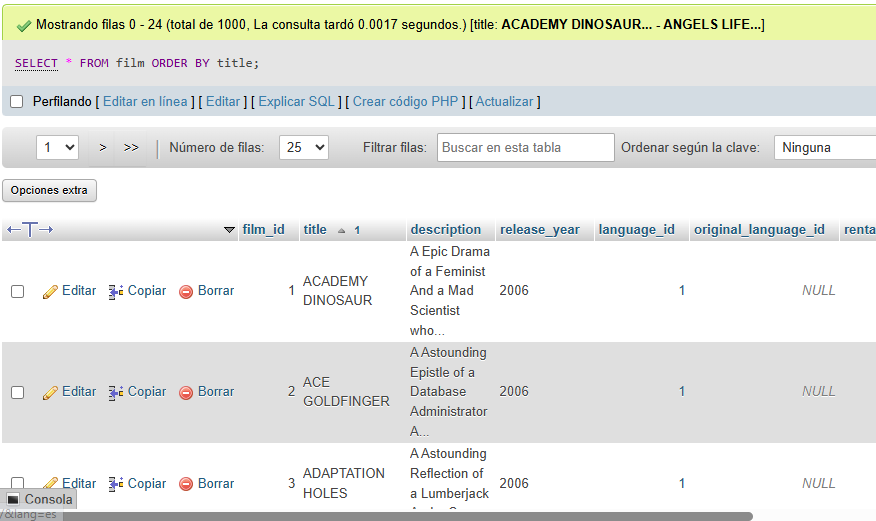 Mostrando filas 0 - 24 (total de 1000, La consulta tardó 0.0017 segundos.) [title: ACADEMY DINOSAUR... - ANGELS LIFE...]
SELECT * FROM film ORDER BY title;
Perfilando [ Editar en línea ] [ Editar ] [ Explicar SQL ] [ Crear código PHP ] [ Actualizar ]
1 > >> | Número de filas: 25 Filtrar filas: Buscar en esta tabla Ordenar según la clave: Ninguna
Opciones extra
←T→ film_id title 1 description release_year language_id original_language_id renta
Editar Copiar Borrar 1 ACADEMY DINOSAUR A Epic Drama of a Feminist And a Mad Scientist who... 2006 1 NULL
Editar Copiar Borrar 2 ACE GOLDFINGER A Astounding Epistle of a Database Administrator A... 2006 1 NULL
Editar Copiar Borrar 3 ADAPTATION HOLES A Astounding Reflection of a Lumberjack 2006 1 NULL
Consola
/&lang=es